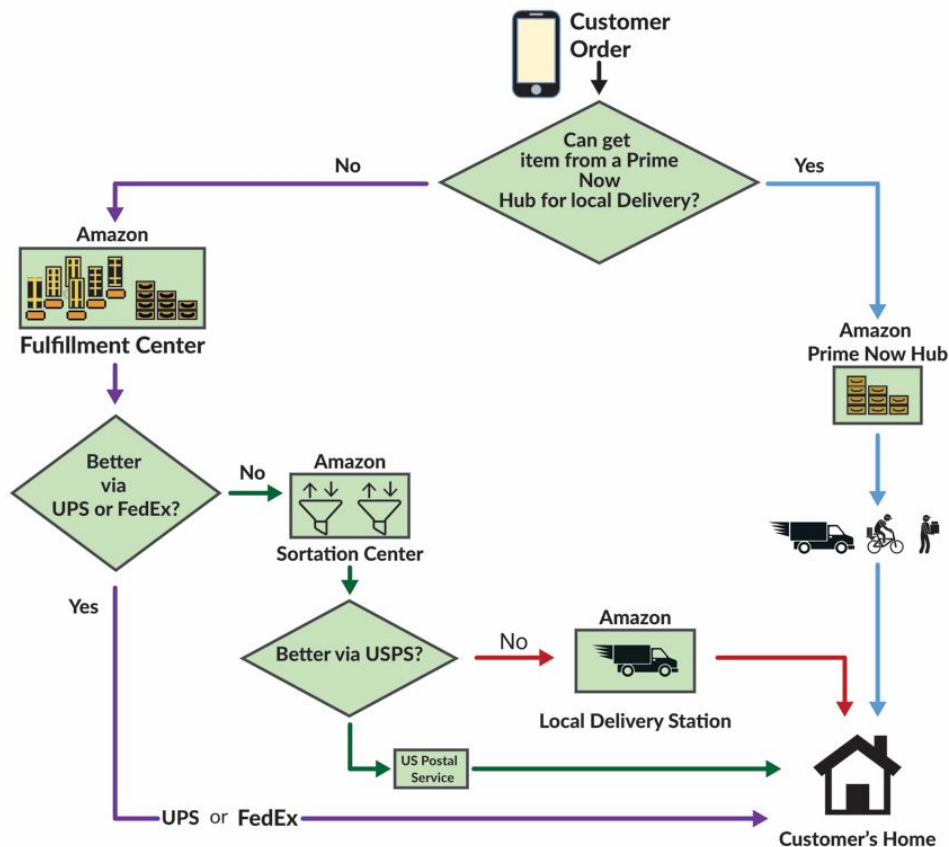 Customer
Order
Can get
item from a Prime
Now
Hub for local Delivery?
No
Yes
Amazon
Fulfillment Center
Amazon
Prime Now Hub
Better
via
UPS or FedEx?
No
Amazon
Sortation Center
Yes
Better via USPS?
No
Amazon
Local Delivery Station
US Postal
Service
UPS or FedEx
Customer's Home